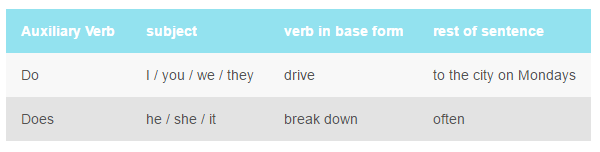 Auxiliary Verb subject verb in base form rest of sentence
Do I / you / we / they drive to the city on Mondays
Does he / she / it break down often